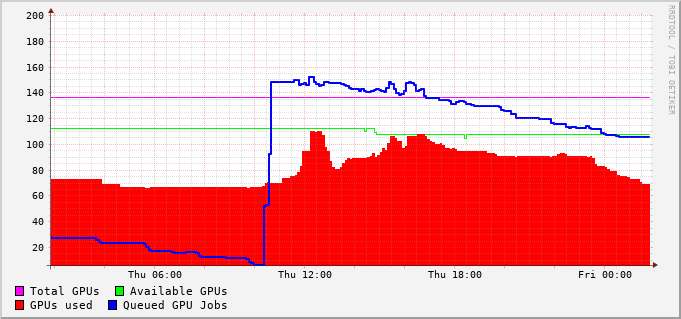 200
180
160
140
120
100
80
60
40
20
Thu 06:00 Thu 12:00 Thu 18:00 Fri 00:00
Total GPUs Available GPUs
GPUs used Queued GPU Jobs
RRDTOOL / TOBI OETIKER